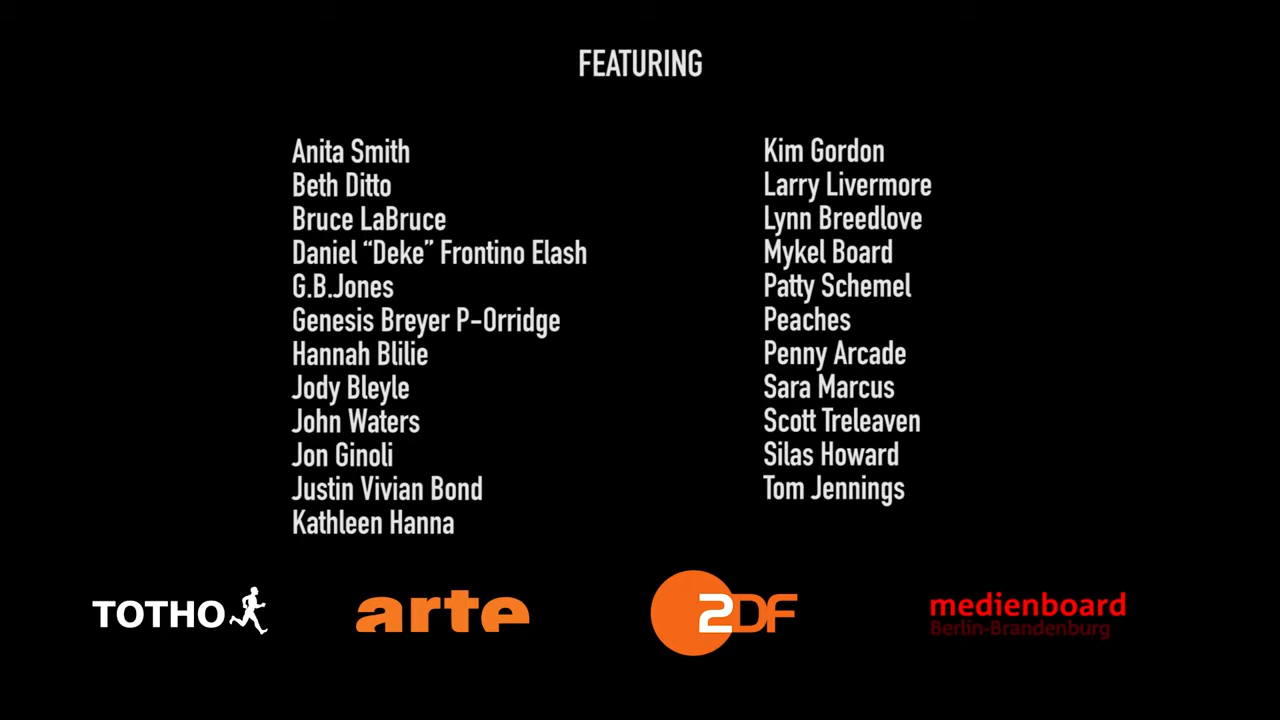 FEATURING
Anita Smith
Beth Ditto
Bruce LaBruce
Daniel “Deke” Frontino Elash
G.B.Jones
Genesis Breyer P-Orridge
Hannah Blilie
Jody Bleyle
John Waters
Jon Ginoli
Justin Vivian Bond
Kathleen Hanna
Kim Gordon
Larry Livermore
Lynn Breedlove
Mykel Board
Patty Schemel
Peaches
Penny Arcade
Sara Marcus
Scott Treleaven
Silas Howard
Tom Jennings
TOTHO
arte
2DF
medienboard
Berlin-Brandenburg